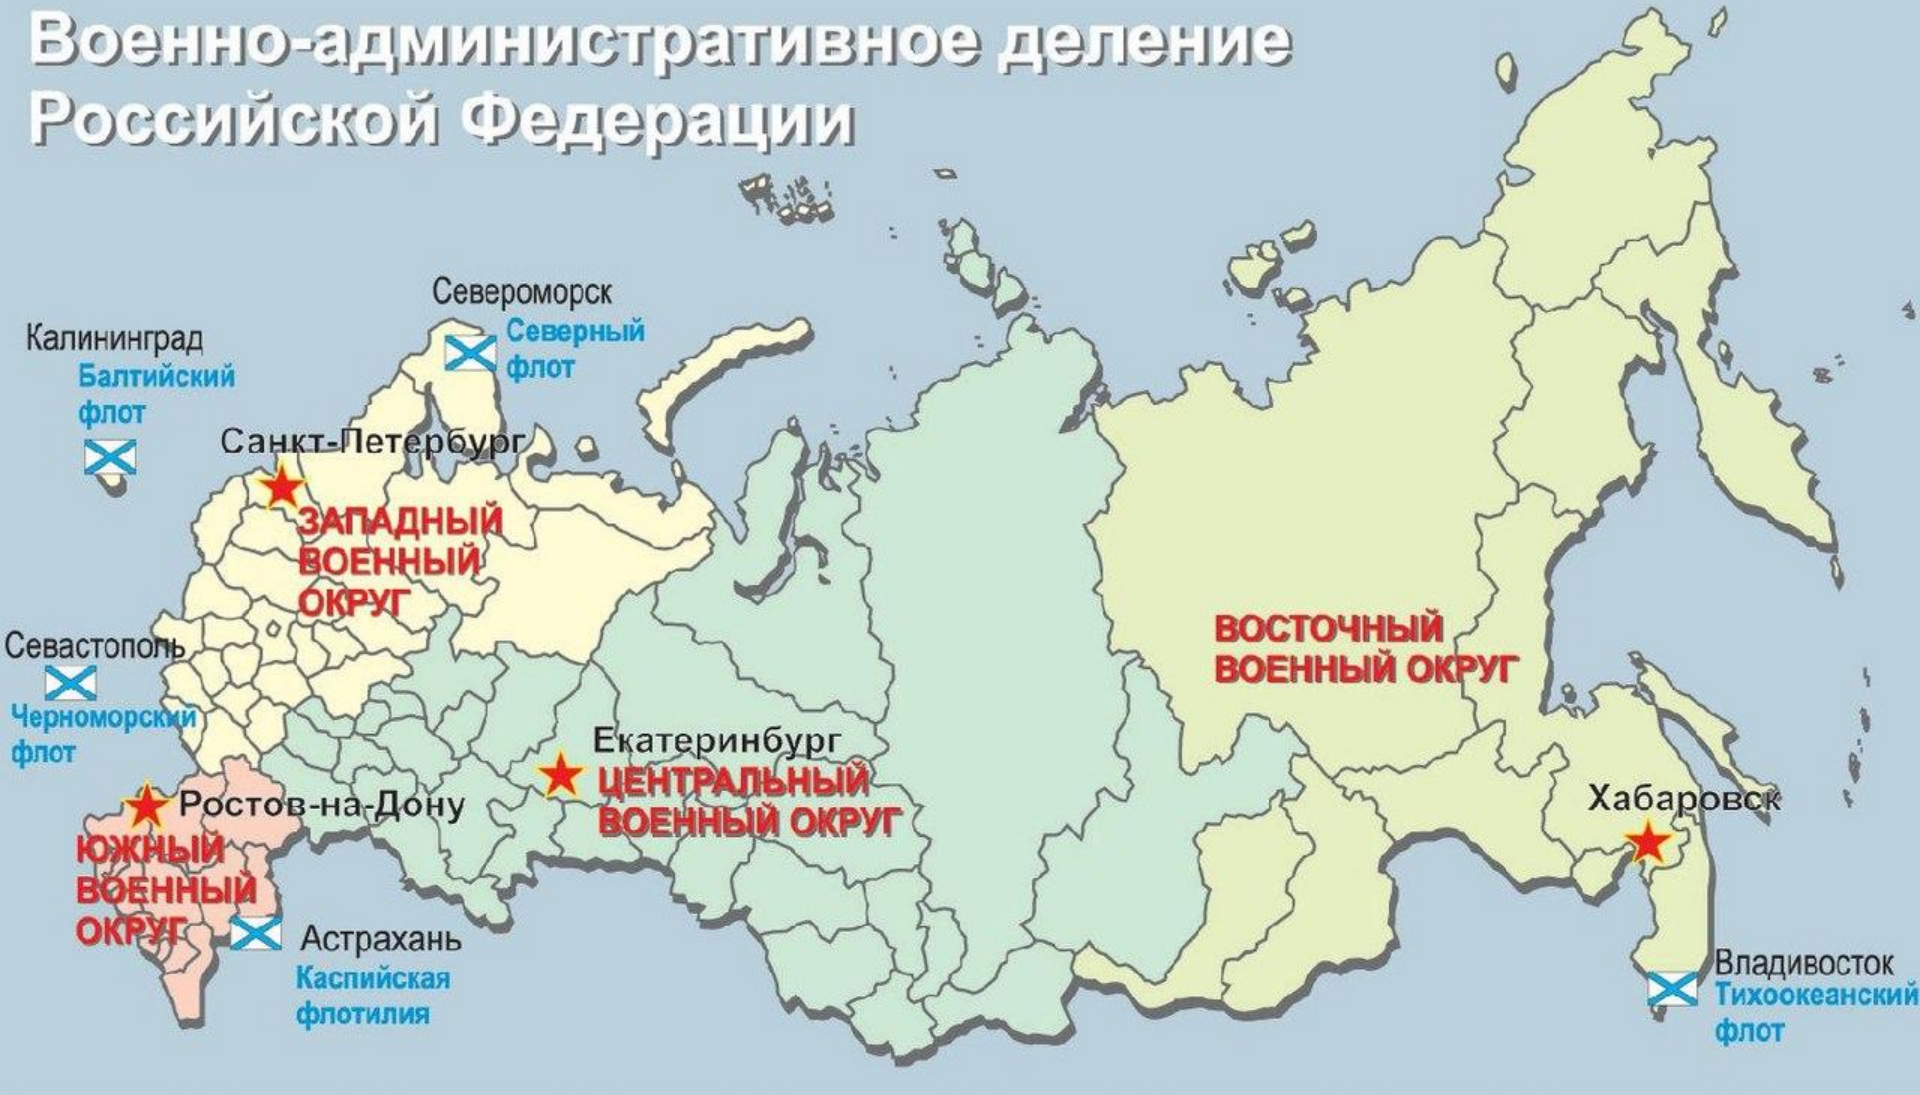 Военно-административное деление
Российской Федерации
Североморск
Северный
флот
Калининград
Балтийский
флот
Санкт-Петербург
ЗАПАДНЫЙ
ВОЕННЫЙ
ОКРУГ
Севастополь
Черноморский
флот
ВОСТОЧНЫЙ
ВОЕННЫЙ ОКРУГ
Екатеринбург
ЦЕНТРАЛЬНЫЙ
ВОЕННЫЙ ОКРУГ
Ростов-на-Дону
ЮЖНЫЙ
ВОЕННЫЙ
ОКРУГ
Хабаровск
Астрахань
Каспийская
флотилия
Владивосток
Тихоокеанский
флот